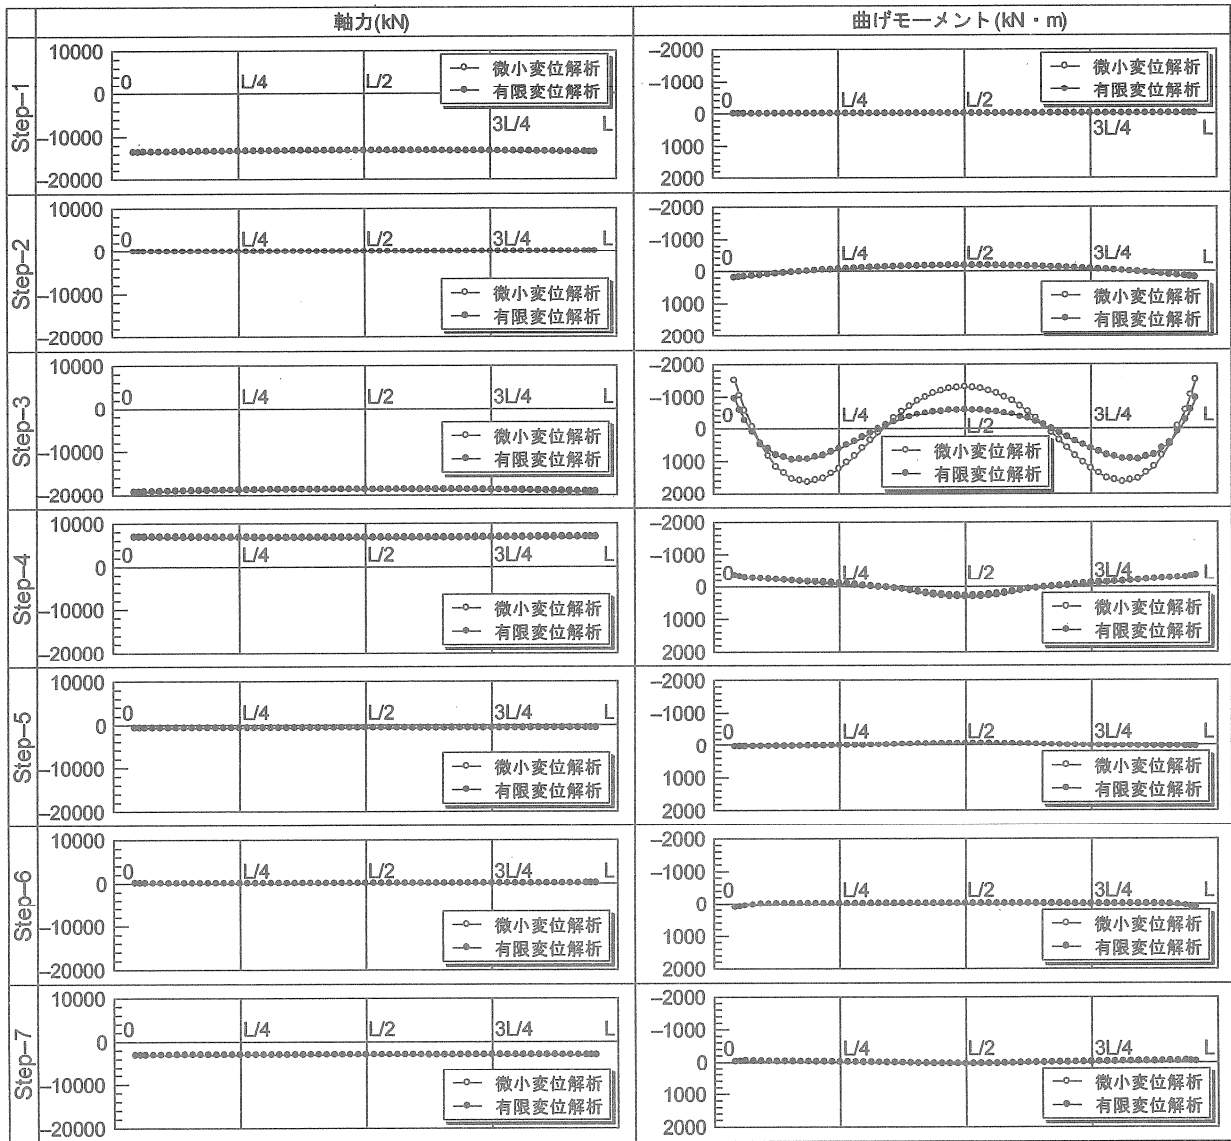 軸力(kN)
曲げモーメント(kN・m)
Step–1
10000
0
–10000
–20000
0
L/4
L/2
3L/4
L
微小変位解析
有限変位解析
–2000
–1000
0
1000
2000
0
L/4
L/2
3L/4
L
微小変位解析
有限変位解析
Step–2
10000
0
–10000
–20000
0
L/4
L/2
3L/4
L
微小変位解析
有限変位解析
–2000
–1000
0
1000
2000
0
L/4
L/2
3L/4
L
微小変位解析
有限変位解析
Step–3
10000
0
–10000
–20000
0
L/4
L/2
3L/4
L
微小変位解析
有限変位解析
–2000
–1000
0
1000
2000
0
L/4
L/2
3L/4
L
微小変位解析
有限変位解析
Step–4
10000
0
–10000
–20000
0
L/4
L/2
3L/4
L
微小変位解析
有限変位解析
–2000
–1000
0
1000
2000
0
L/4
L/2
3L/4
L
微小変位解析
有限変位解析
Step–5
10000
0
–10000
–20000
0
L/4
L/2
3L/4
L
微小変位解析
有限変位解析
–2000
–1000
0
1000
2000
0
L/4
L/2
3L/4
L
微小変位解析
有限変位解析
Step–6
10000
0
–10000
–20000
0
L/4
L/2
3L/4
L
微小変位解析
有限変位解析
–2000
–1000
0
1000
2000
0
L/4
L/2
3L/4
L
微小変位解析
有限変位解析
Step–7
10000
0
–10000
–20000
0
L/4
L/2
3L/4
L
微小変位解析
有限変位解析
–2000
–1000
0
1000
2000
0
L/4
L/2
3L/4
L
微小変位解析
有限変位解析